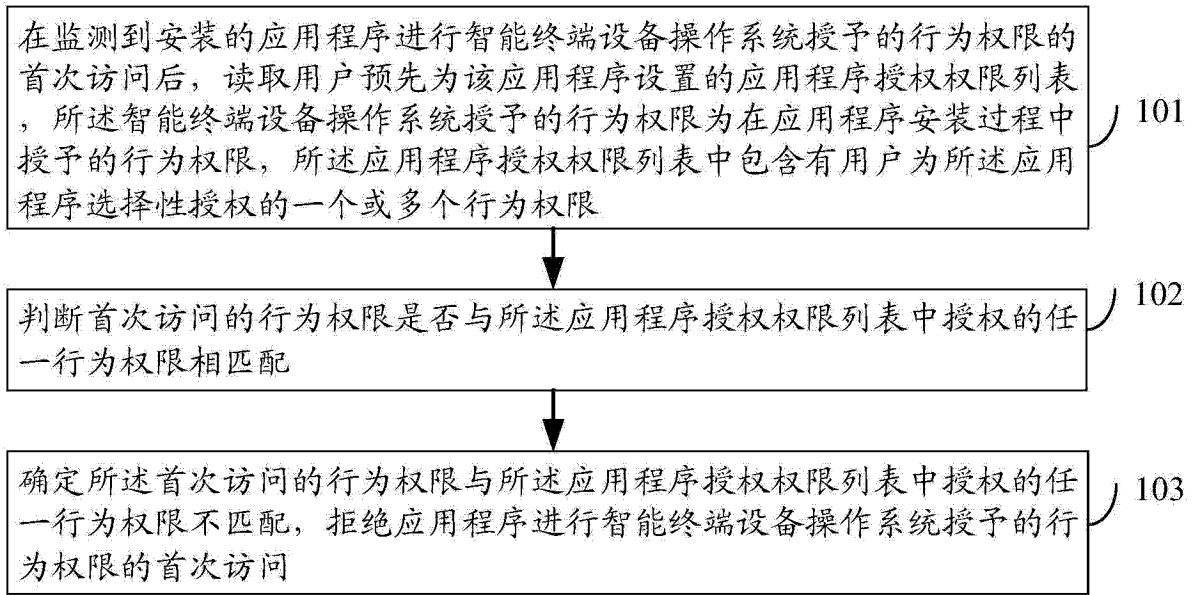 在监测到安装的应用程序进行智能终端设备操作系统授予的行为权限的
首次访问后，读取用户预先为该应用程序设置的应用程序授权权限列表
，所述智能终端设备操作系统授予的行为权限为在应用程序安装过程中
授予的行为权限，所述应用程序授权权限列表中包含有用户为所述应用
程序选择性授权的一个或多个行为权限
101
判断首次访问的行为权限是否与所述应用程序授权权限列表中授权的任
一行为权限相匹配
102
确定所述首次访问的行为权限与所述应用程序授权权限列表中授权的任
一行为权限不匹配，拒绝应用程序进行智能终端设备操作系统授予的行
为权限的首次访问
103